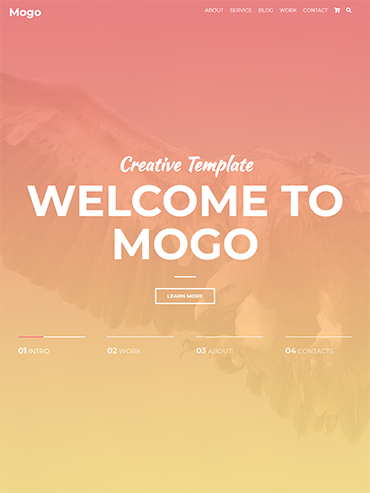 Mogo
ABOUT SERVICE BLOG WORK CONTACT
Creative Template
WELCOME TO
MOGO
LEARN MORE
01 INTRO
02 WORK
03 ABOUT
04 CONTACTS